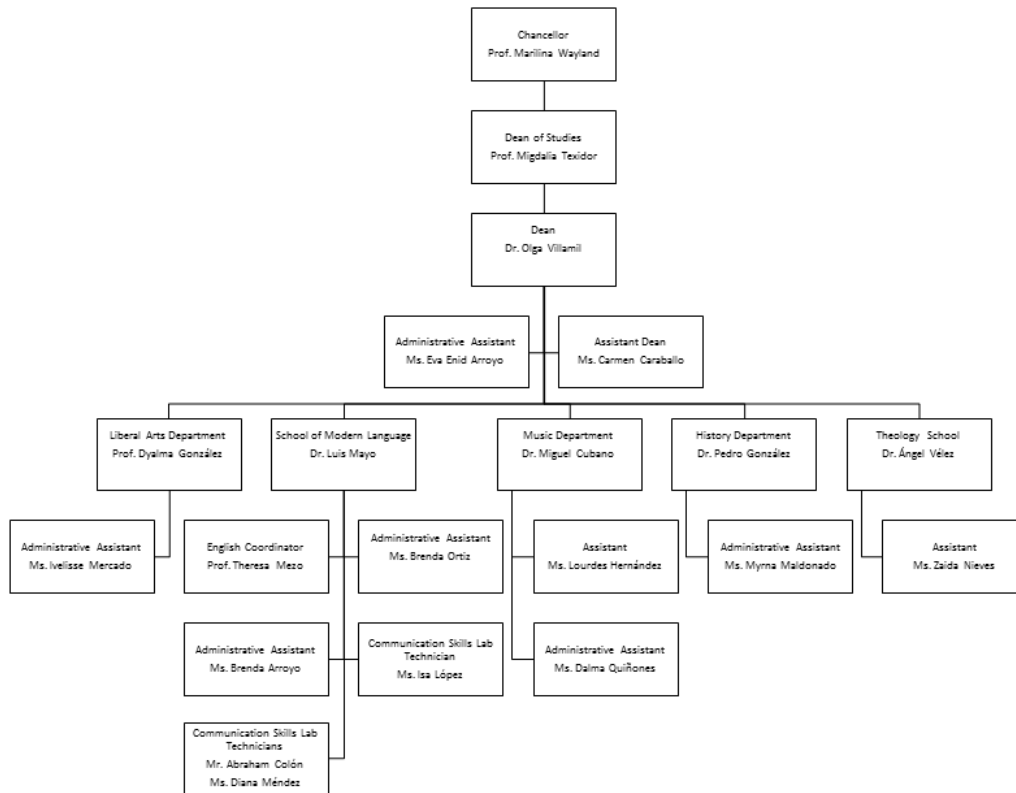 Chancellor
Prof. Marilina Wayland
Dean of Studies
Prof. Migdalia Texidor
Dean
Dr. Olga Villamil
Administrative Assistant
Ms. Eva Enid Arroyo
Assistant Dean
Ms. Carmen Caraballo
Liberal Arts Department
Prof. Dyalma González
School of Modern Language
Dr. Luis Mayo
Music Department
Dr. Miguel Cubano
History Department
Dr. Pedro González
Theology School
Dr. Ángel Vélez
Administrative Assistant
Ms. Ivelisse Mercado
English Coordinator
Prof. Theresa Mezo
Administrative Assistant
Ms. Brenda Ortiz
Assistant
Ms. Lourdes Hernández
Administrative Assistant
Ms. Myrna Maldonado
Assistant
Ms. Zaida Nieves
Administrative Assistant
Ms. Brenda Arroyo
Communication Skills Lab
Technician
Ms. Isa López
Administrative Assistant
Ms. Dalma Quiñones
Communication Skills Lab
Technicians
Mr. Abraham Colón
Ms. Diana Méndez